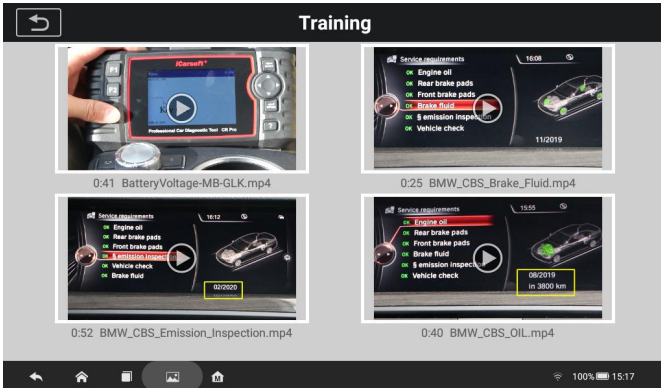 Training
iCarsoft
F1
F2
Professional Car Diagnostic Tool CR Pro
0:41 BatteryVoltage-MB-GLK.mp4
Service requirements
16:08
OK Engine oil
OK Rear brake pads
OK Front brake pads
OK Brake fluid
OK § emission inspection
OK Vehicle check
11/2019
0:25 BMW_CBS_Brake_Fluid.mp4
Service requirements
16:12
OK Engine oil
OK Rear brake pads
OK Front brake pads
OK § emission inspection
OK Vehicle check
OK Brake fluid
02/2020
0:52 BMW_CBS_Emission_Inspection.mp4
Service requirements
15:55
OK Engine oil
OK Rear brake pads
OK Front brake pads
OK Brake fluid
OK § emission inspection
OK Vehicle check
08/2019
in 3800 km
0:40 BMW_CBS_OIL.mp4
M
100% 15:17